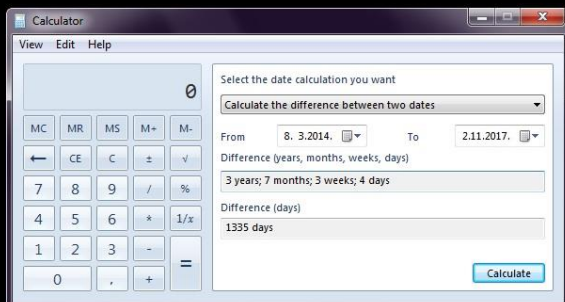 Calculator
View Edit Help
0
MC MR MS M+ M-
← CE C ± √
7 8 9 / %
4 5 6 * 1/x
1 2 3 -
0 , + =
Select the date calculation you want
Calculate the difference between two dates
From 8. 3.2014. To 2.11.2017.
Difference (years, months, weeks, days)
3 years; 7 months; 3 weeks; 4 days
Difference (days)
1335 days
Calculate